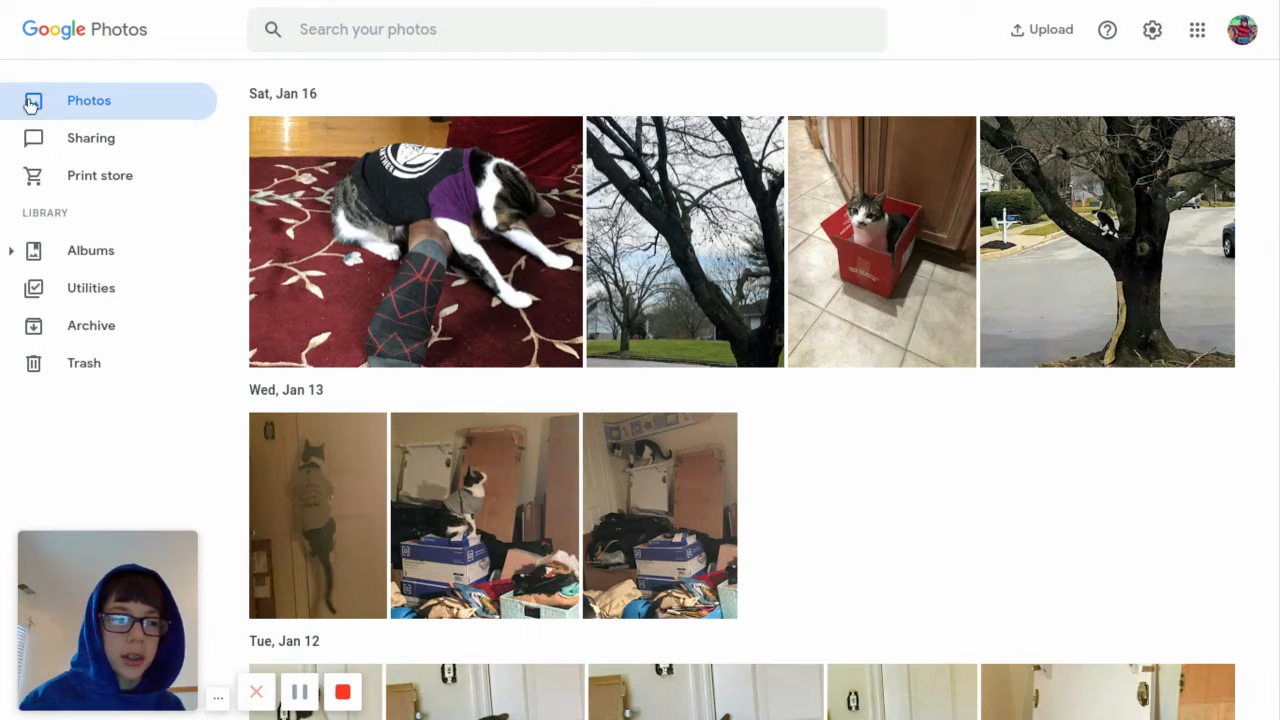 Google Photos
Search your photos
Upload
Photos
Sharing
Print store
LIBRARY
Albums
Utilities
Archive
Trash
Sat, Jan 16
Wed, Jan 13
Tue, Jan 12